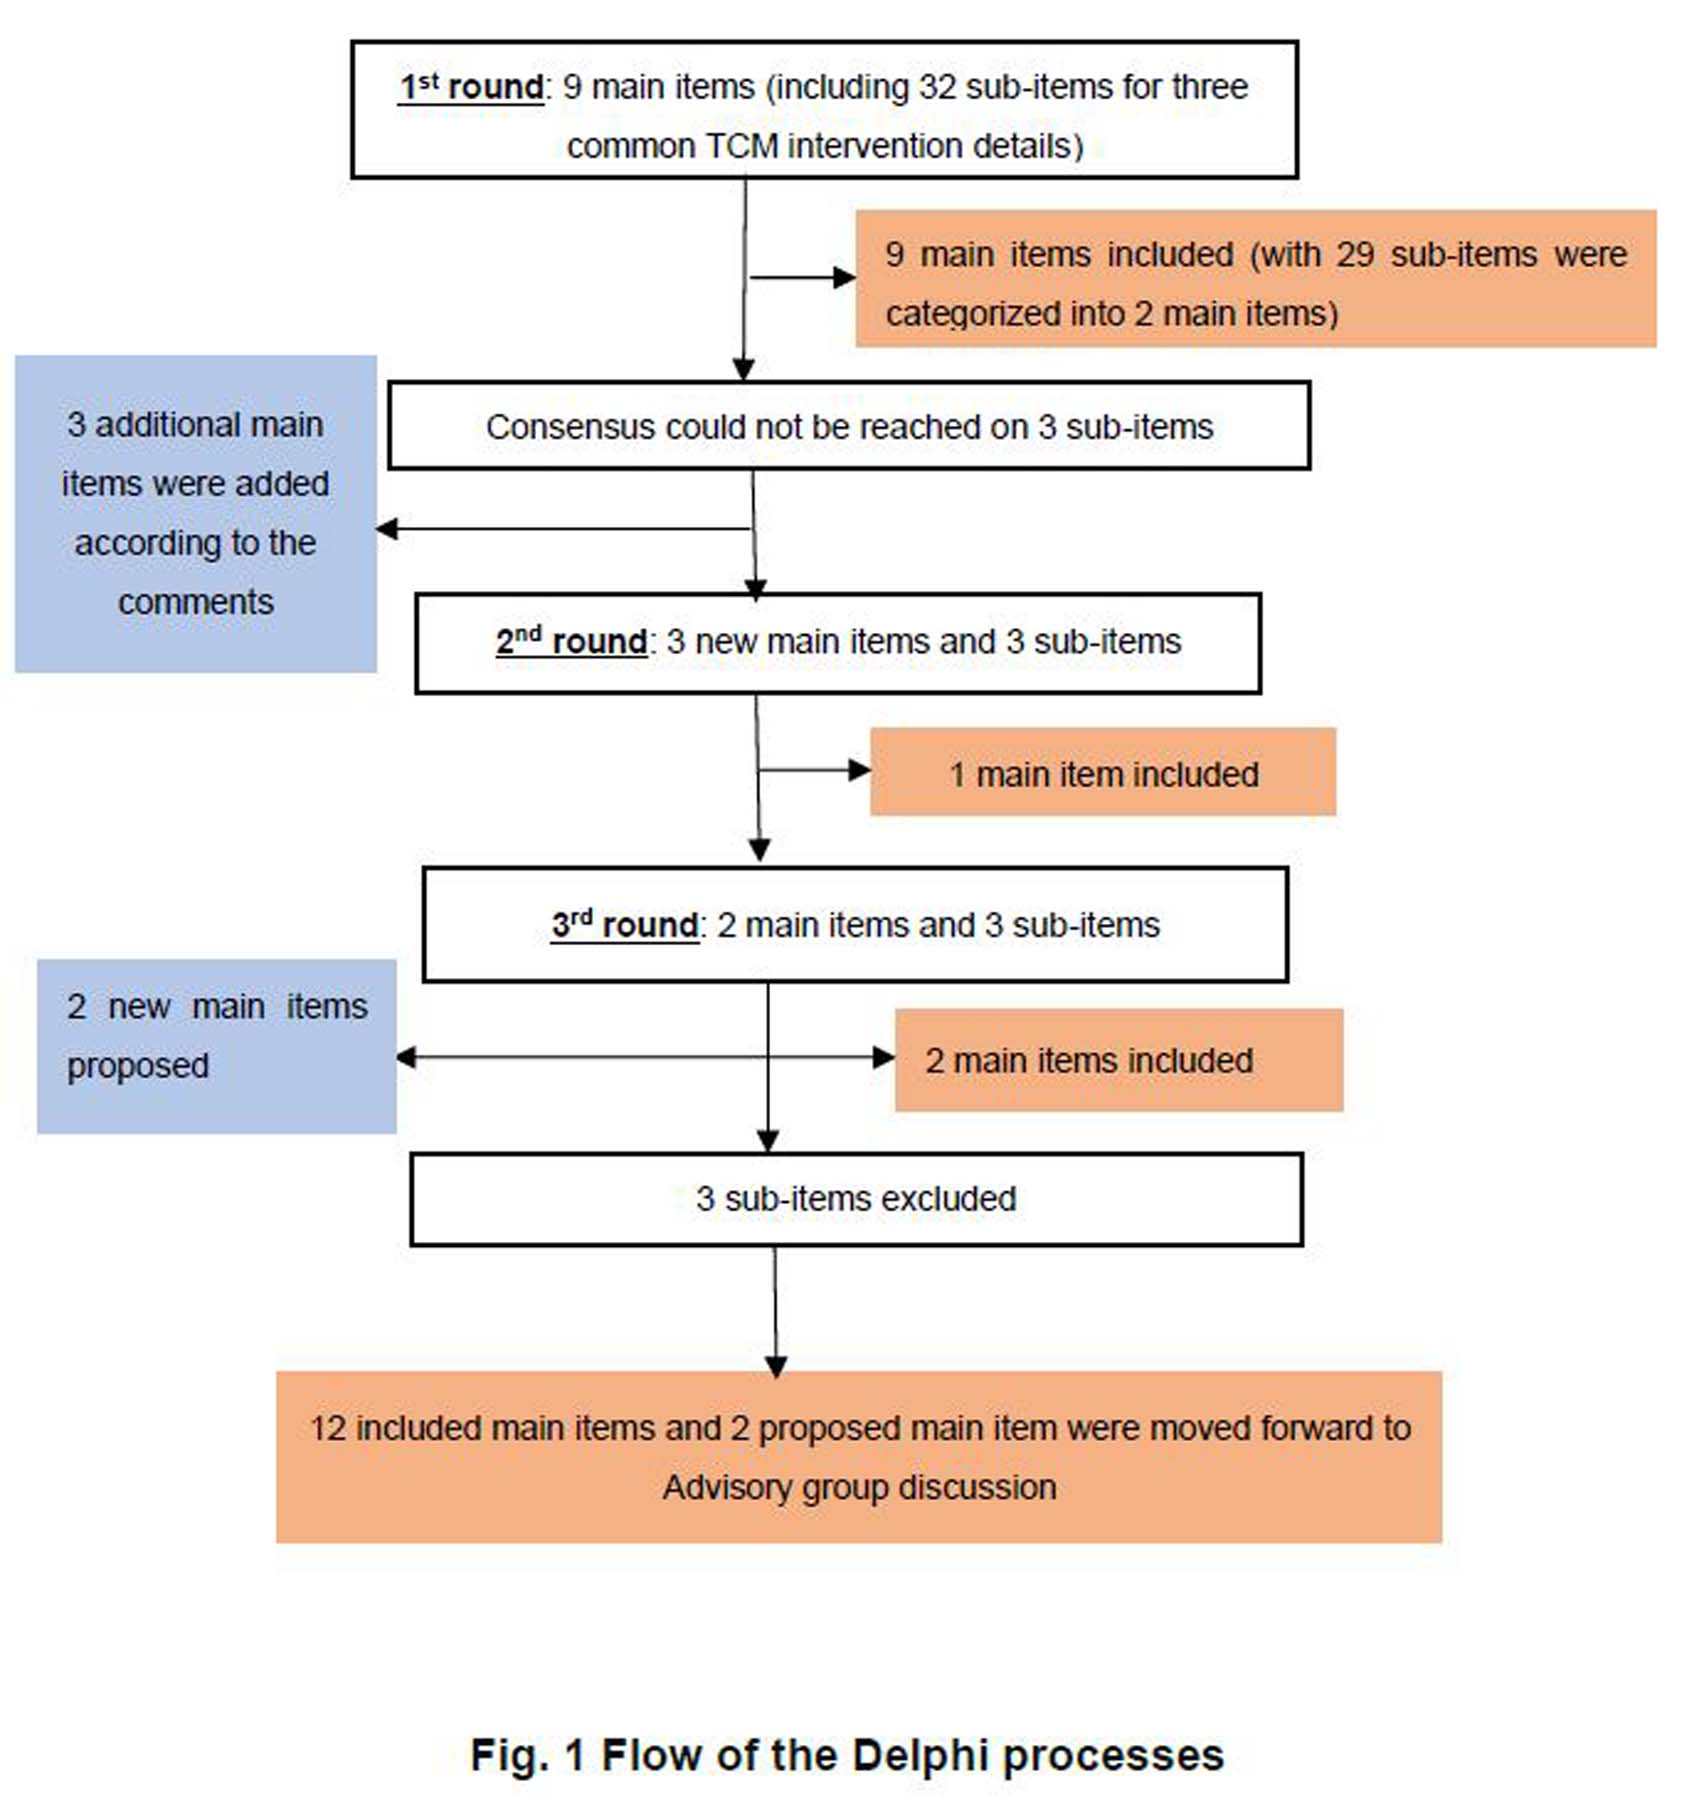 1st round: 9 main items (including 32 sub-items for three
common TCM intervention details)
9 main items included (with 29 sub-items were
categorized into 2 main items)
3 additional main
items were added
according to the
comments
Consensus could not be reached on 3 sub-items
2nd round: 3 new main items and 3 sub-items
1 main item included
3rd round: 2 main items and 3 sub-items
2 new main items
proposed
2 main items included
3 sub-items excluded
12 included main items and 2 proposed main item were moved forward to
Advisory group discussion
Fig. 1 Flow of the Delphi processes